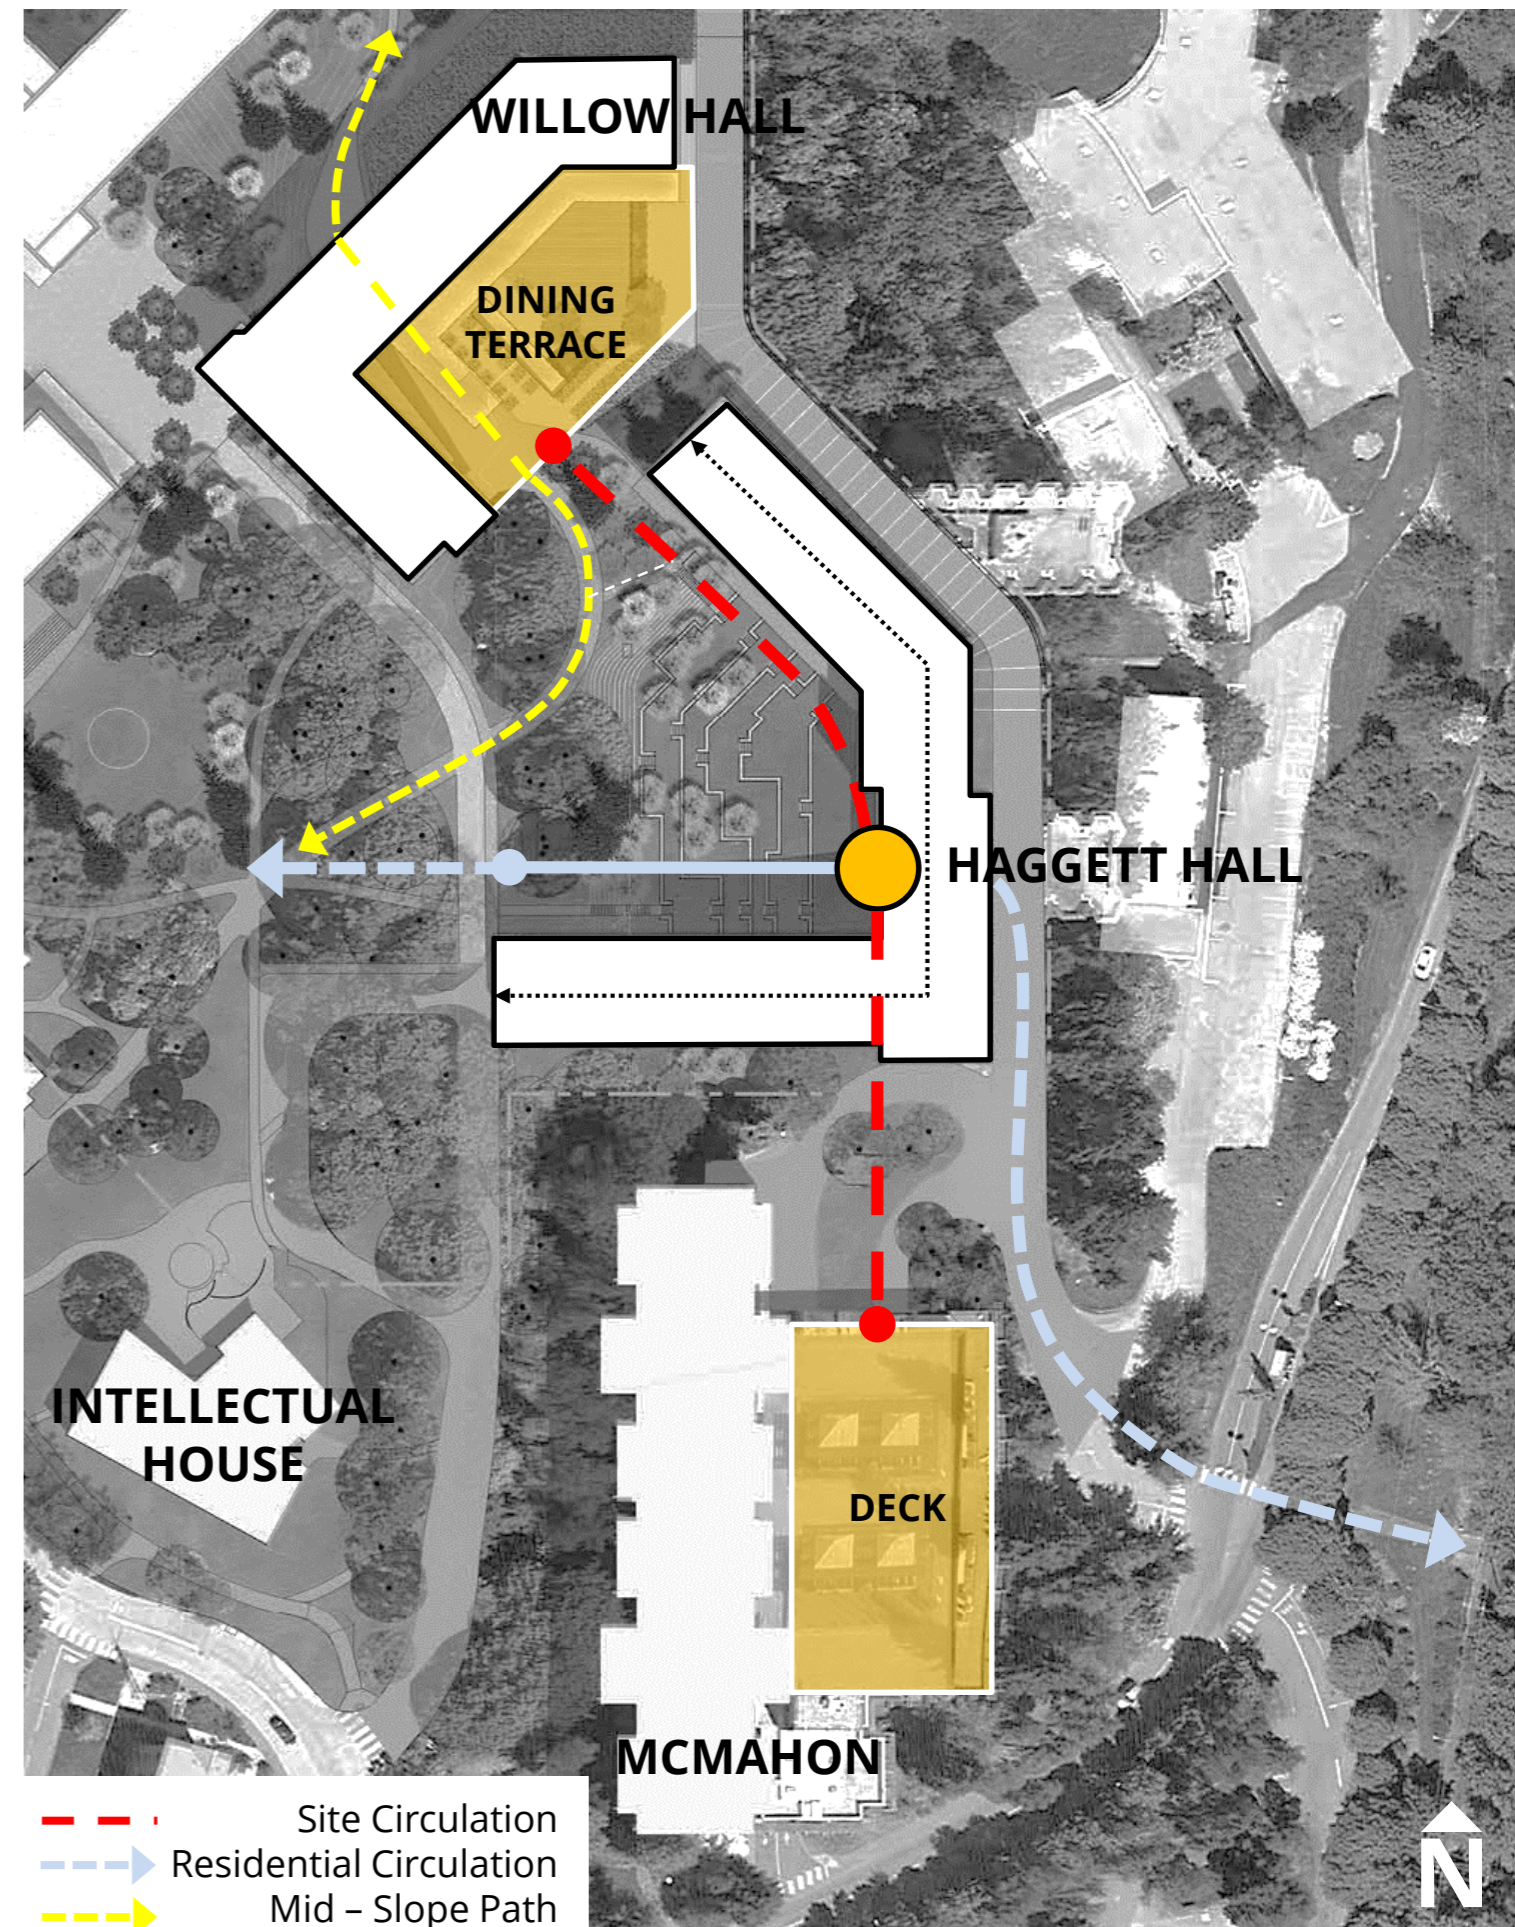 WILLOW HALL
DINING
TERRACE
HAGGETT HALL
INTELLECTUAL
HOUSE
DECK
MCMAHON
Site Circulation
Residential Circulation
Mid – Slope Path
N